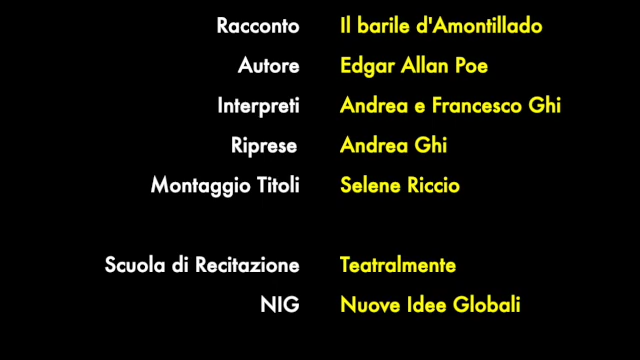 Racconto Il barile d'Amontillado
Autore Edgar Allan Poe
Interpreti Andrea e Francesco Ghi
Riprese Andrea Ghi
Montaggio Titoli Selene Riccio
Scuola di Recitazione Teatralmente
NIG Nuove Idee Globali